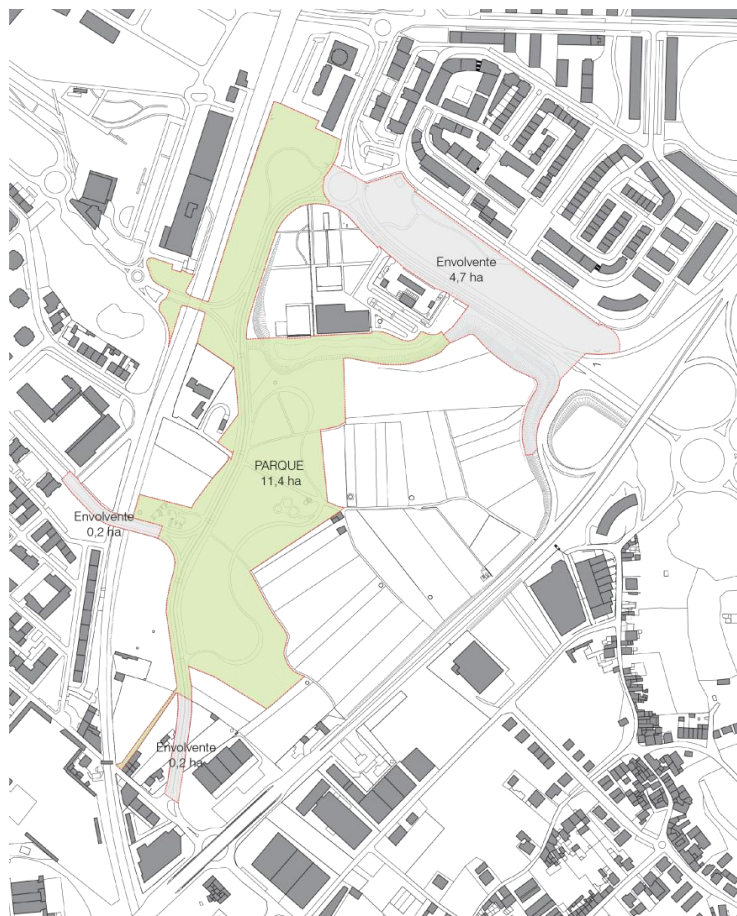 Envolvente
4,7 ha
PARQUE
11,4 ha
Envolvente
0,2 ha
Envolvente
0,2 ha